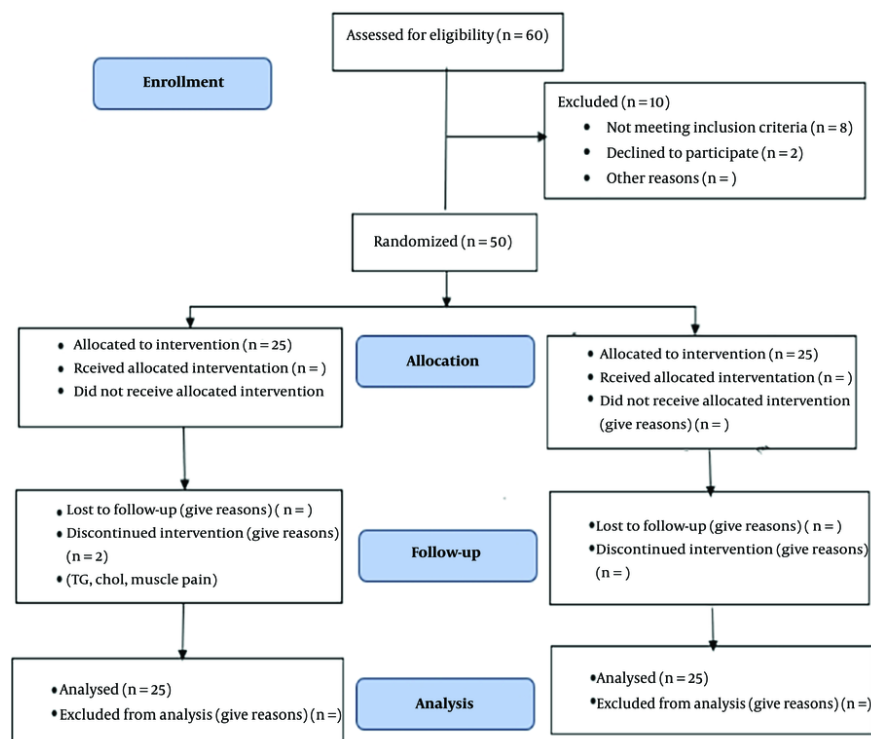 Assessed for eligibility (n = 60)
Enrollment
Excluded (n = 10)
• Not meeting inclusion criteria (n = 8)
• Declined to participate (n = 2)
• Other reasons (n = )
Randomized (n = 50)
• Allocated to intervention (n = 25)
• Rceived allocated interventation (n = )
• Did not receive allocated intervention
Allocation
• Allocated to intervention (n = 25)
• Rceived allocated interventation (n = )
• Did not receive allocated intervention
(give reasons) (n = )
• Lost to follow-up (give reasons) ( n = )
• Discontinued intervention (give reasons)
(n = 2)
• (TG, chol, muscle pain)
Follow-up
• Lost to follow-up (give reasons) ( n = )
• Discontinued intervention (give reasons)
(n = )
• Analysed (n = 25)
• Excluded from analysis (give reasons) (n =)
Analysis
• Analysed (n = 25)
• Excluded from analysis (give reasons) (n =)